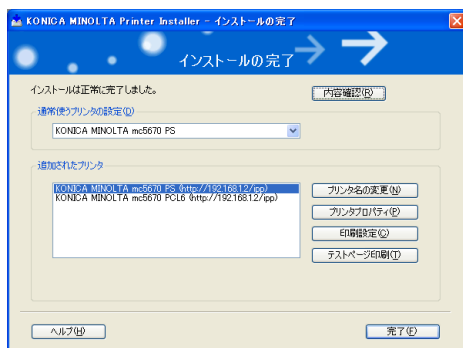 KONICA MINOLTA Printer Installer - インストールの完了
インストールの完了
インストールは正常に完了しました。
内容確認(R)
通常使うプリンタの設定(D)
KONICA MINOLTA mc5670 PS
追加されたプリンタ
KONICA MINOLTA mc5670 PS (http://192.168.1.2/ipp)
KONICA MINOLTA mc5670 PCL6 (http://192.168.1.2/ipp)
プリンタ名の変更(N)
プリンタプロパティ(P)
印刷設定(C)
テストページ印刷(T)
ヘルプ(H)
完了(F)